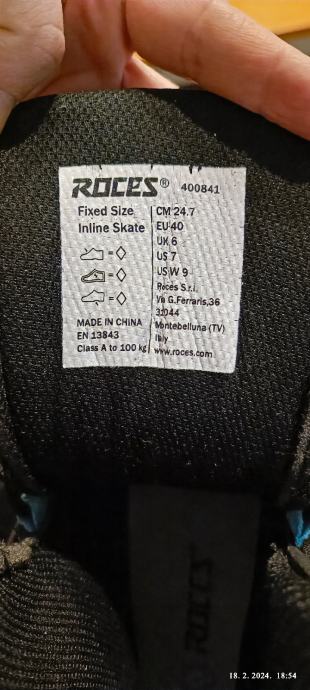 ROCES® 400841
Fixed Size
Inline Skate
=◇
=◇
=◇
MADE IN CHINA
EN 13843
Class A to 100 kg
CM 24.7
EU 40
UK 6
US 7
US W 9
Roces S.r.l.
Via G.Ferraris,36
31044
Montebelluna (TV)
Italy
www.roces.com
ROCES
18. 2. 2024. 18:54